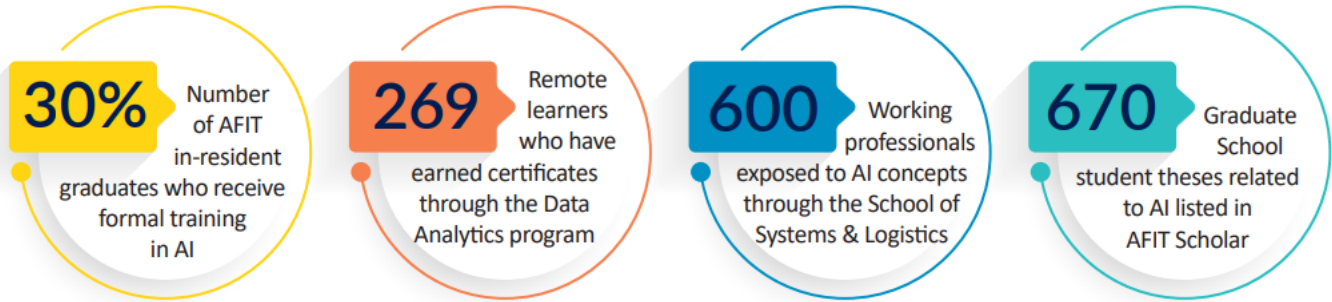 30%
Number
of AFIT
in-resident
graduates who receive
formal training
in AI
269
Remote
learners
who have
earned certificates
through the Data
Analytics program
600
Working
professionals
exposed to AI concepts
through the School of
Systems & Logistics
670
Graduate
School
student theses related
to AI listed in
AFIT Scholar